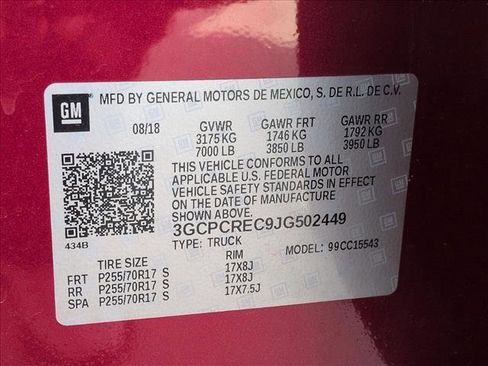 GM
MFD BY GENERAL MOTORS DE MEXICO, S. DE R.L. DE C.V.
08/18 GVWR GAWR FRT GAWR RR
3175 KG 1746 KG 1792 KG
7000 LB 3850 LB 3950 LB
THIS VEHICLE CONFORMS TO ALL
APPLICABLE U.S. FEDERAL MOTOR
VEHICLE SAFETY STANDARDS IN EFFECT
ON THE DATE OF MANUFACTURE
SHOWN ABOVE.
3GCPCREC9JG502449
434B TYPE: TRUCK MODEL: 99CC15543
TIRE SIZE RIM
FRT P255/70R17 S 17X8J
RR P255/70R17 S 17X8J
SPA P255/70R17 S 17X7.5J